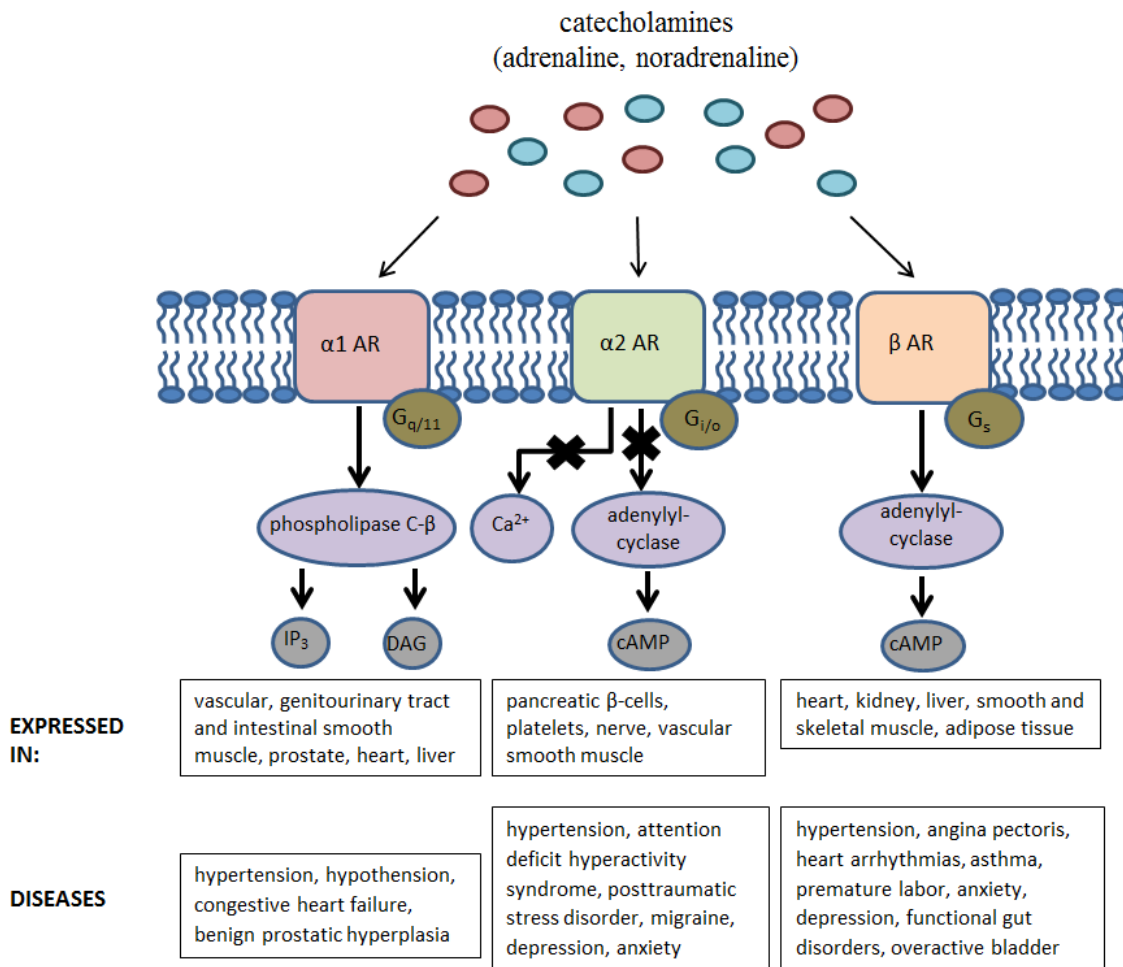 catecholamines
(adrenaline, noradrenaline)
α1 AR
α2 AR
β AR
Gq/11
Gi/o
Gs
phospholipase C-β
Ca²⁺
adenylyl-
cyclase
adenylyl-
cyclase
IP₃
DAG
cAMP
cAMP
EXPRESSED
IN:
vascular, genitourinary tract
and intestinal smooth
muscle, prostate, heart, liver
pancreatic β-cells,
platelets, nerve, vascular
smooth muscle
heart, kidney, liver, smooth and
skeletal muscle, adipose tissue
DISEASES
hypertension, hypothension,
congestive heart failure,
benign prostatic hyperplasia
hypertension, attention
deficit hyperactivity
syndrome, posttraumatic
stress disorder, migraine,
depression, anxiety
hypertension, angina pectoris,
heart arrhythmias, asthma,
premature labor, anxiety,
depression, functional gut
disorders, overactive bladder